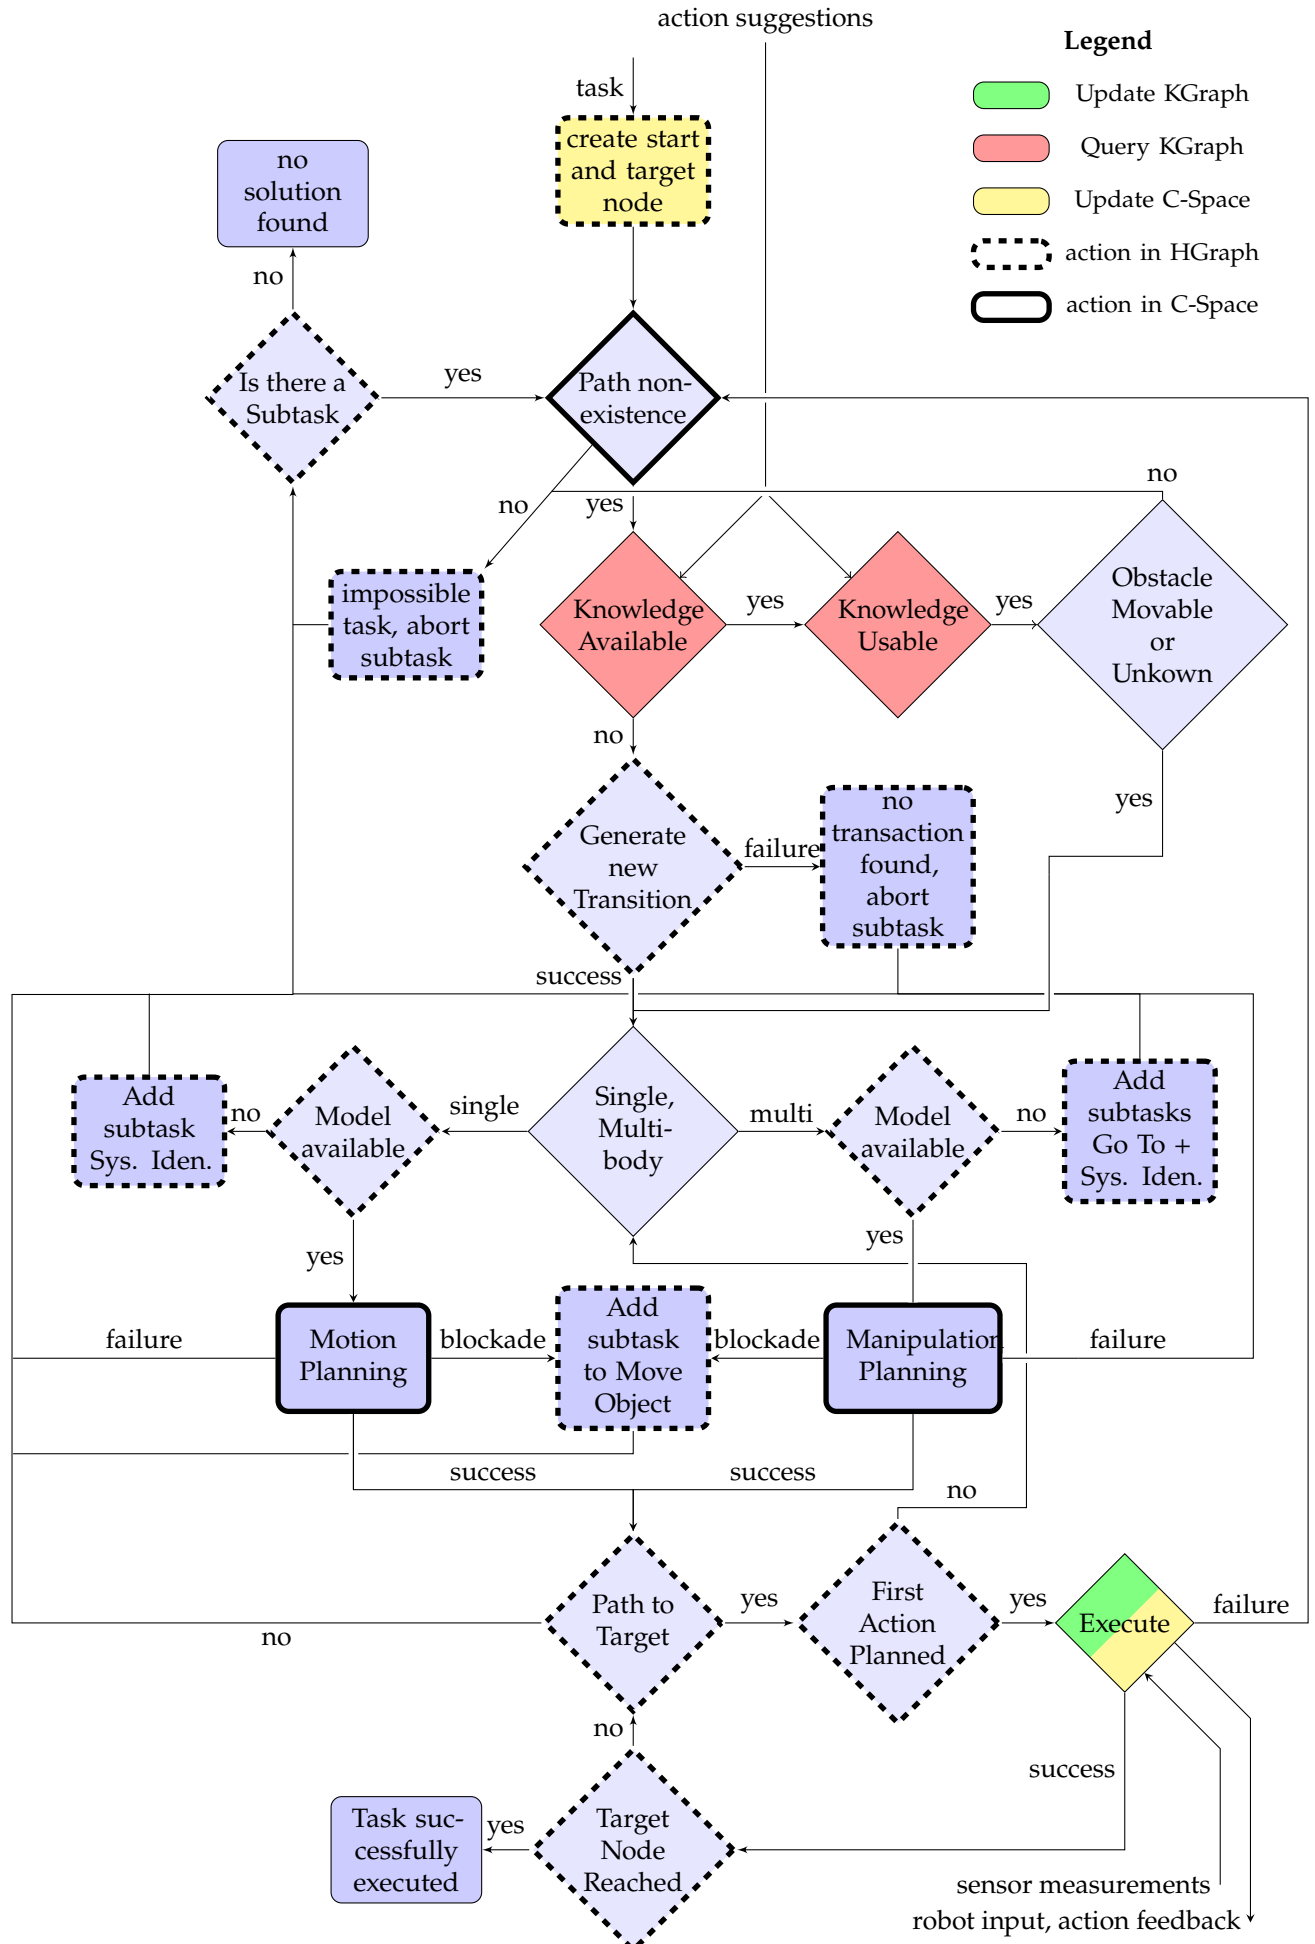 action suggestions
Legend
Update KGraph
Query KGraph
Update C-Space
action in HGraph
action in C-Space
task
create start
and target
node
no
solution
found
no
Is there a
Subtask
yes
Path non-
existence
no
yes
no
impossible
task, abort
subtask
Knowledge
Available
yes
Knowledge
Usable
yes
Obstacle
Movable
or
Unkown
no
yes
Generate
new
Transition
failure
no
transaction
found,
abort
subtask
success
Add
subtask
Sys. Iden.
no
Model
available
single
Single,
Multi-
body
multi
Model
available
no
Add
subtasks
Go To +
Sys. Iden.
yes
yes
failure
Motion
Planning
blockade
Add
subtask
to Move
Object
blockade
Manipulation
Planning
failure
success
success
no
no
Path to
Target
yes
First
Action
Planned
yes
Execute
failure
no
success
Task suc-
cessfully
executed
yes
Target
Node
Reached
sensor measurements
robot input, action feedback